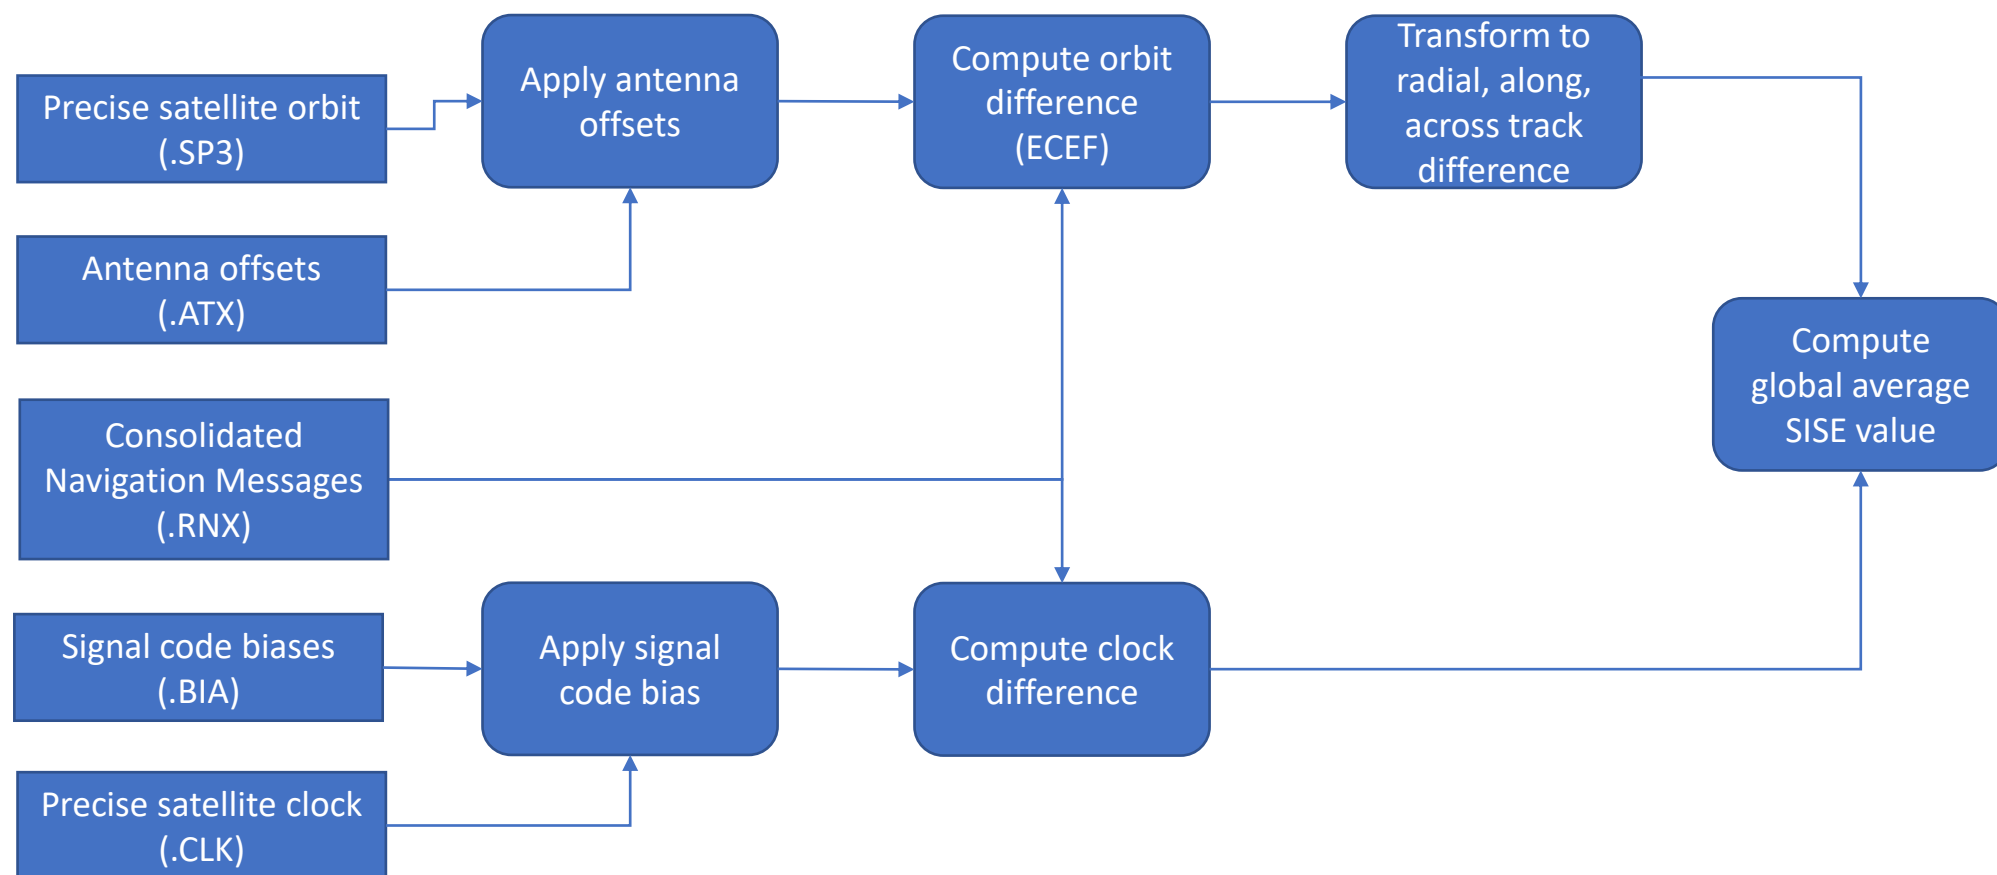 Precise satellite orbit
(.SP3)
Apply antenna
offsets
Compute orbit
difference
(ECEF)
Transform to
radial, along,
across track
difference
Antenna offsets
(.ATX)
Compute
global average
SISE value
Consolidated
Navigation Messages
(.RNX)
Signal code biases
(.BIA)
Apply signal
code bias
Compute clock
difference
Precise satellite clock
(.CLK)